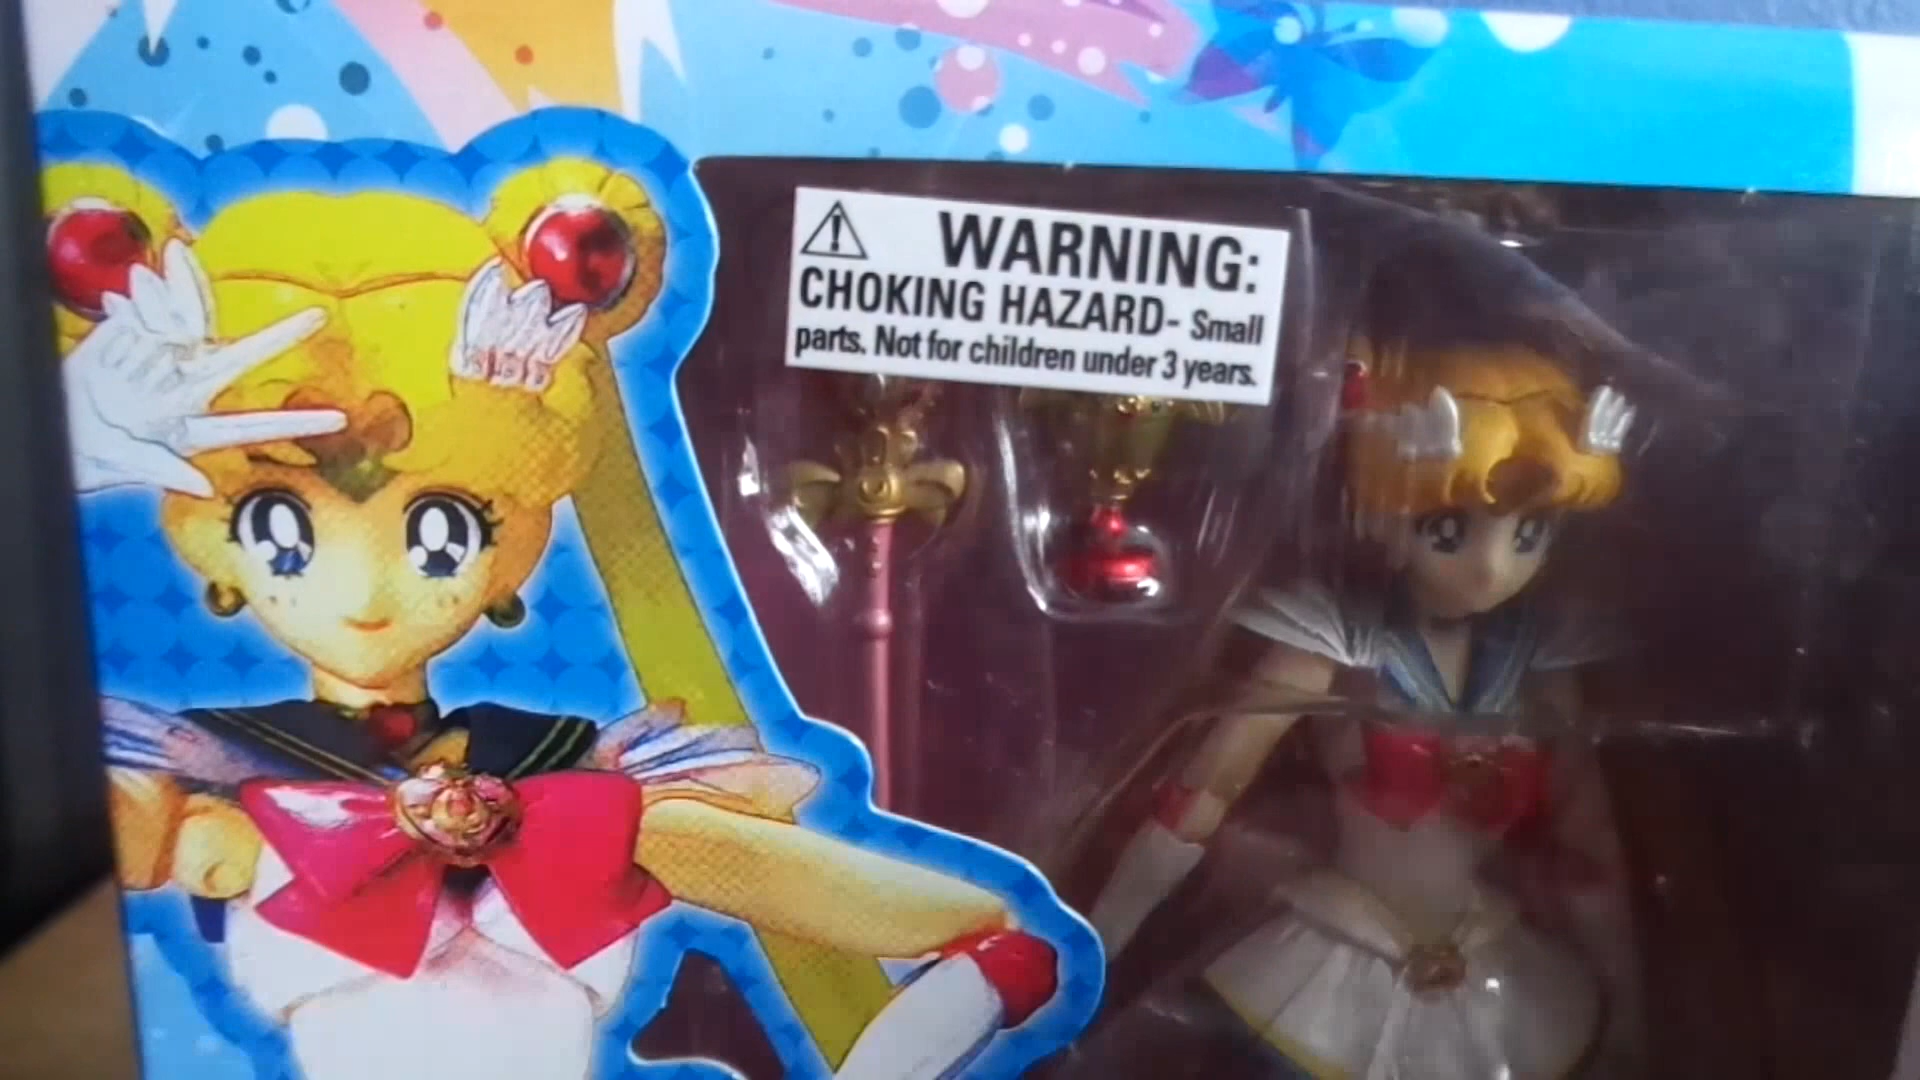 WARNING:
CHOKING HAZARD- Small
parts. Not for children under 3 years.